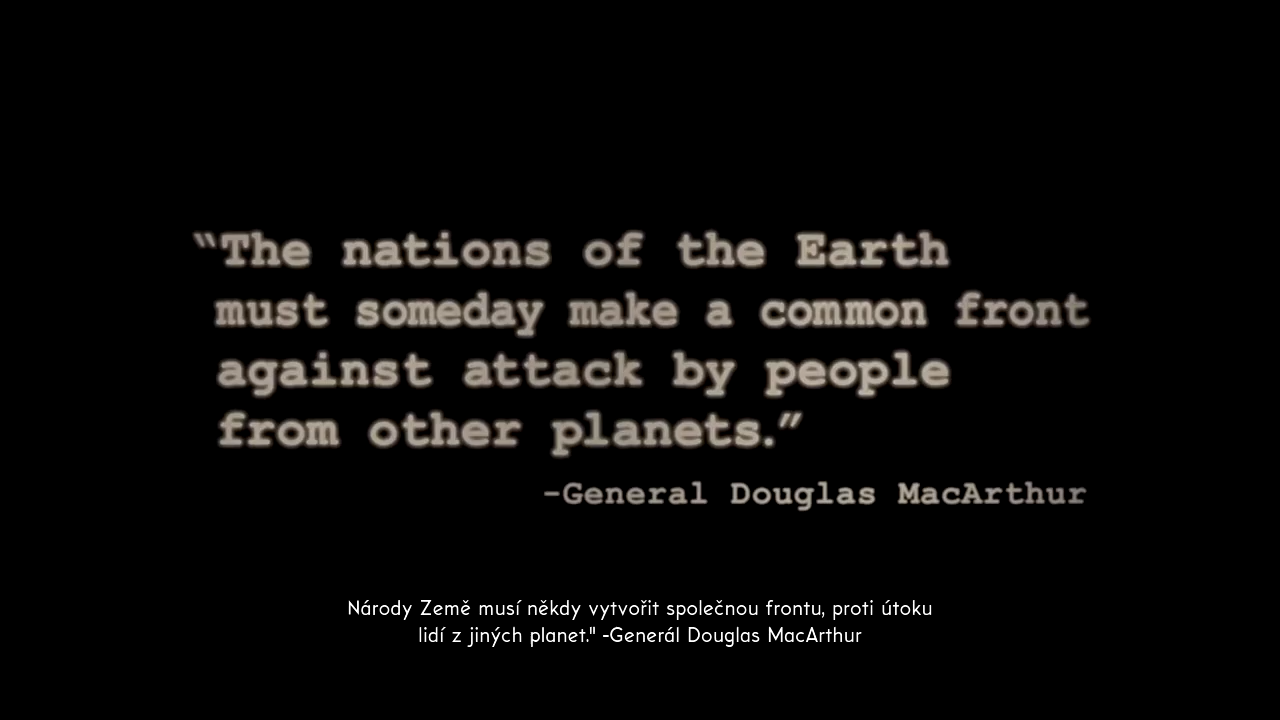 “The nations of the Earth
must someday make a common front
against attack by people
from other planets.”
-General Douglas MacArthur
Národy Země musí někdy vytvořit společnou frontu, proti útoku
lidí z jiných planet." -Generál Douglas MacArthur